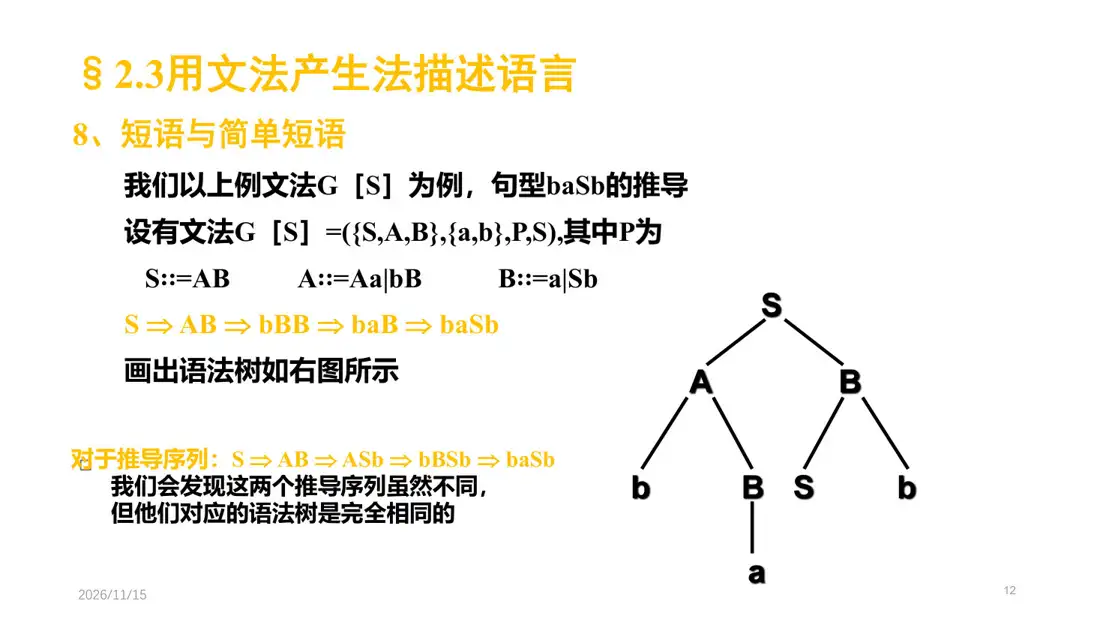 §2.3用文法产生法描述语言
8、短语与简单短语
我们以上例文法G［S］为例，句型baSb的推导
设有文法G［S］=({S,A,B},{a,b},P,S),其中P为
S∷=AB A∷=Aa|bB B∷=a|Sb
S ⇒ AB ⇒ bBB ⇒ baB ⇒ baSb
画出语法树如右图所示
对于推导序列：S ⇒ AB ⇒ ASb ⇒ bBSb ⇒ baSb
我们会发现这两个推导序列虽然不同，
但他们对应的语法树是完全相同的
S
A B
b B S b
a
2026/11/15
12